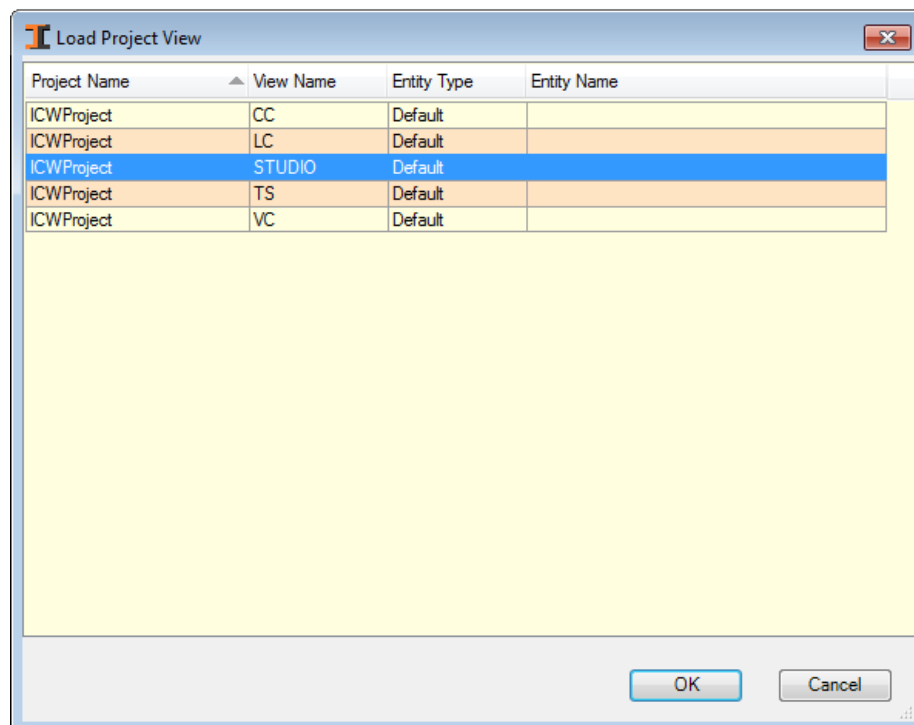 Load Project View
Project Name View Name Entity Type Entity Name
ICWProject CC Default
ICWProject LC Default
ICWProject STUDIO Default
ICWProject TS Default
ICWProject VC Default
OK Cancel